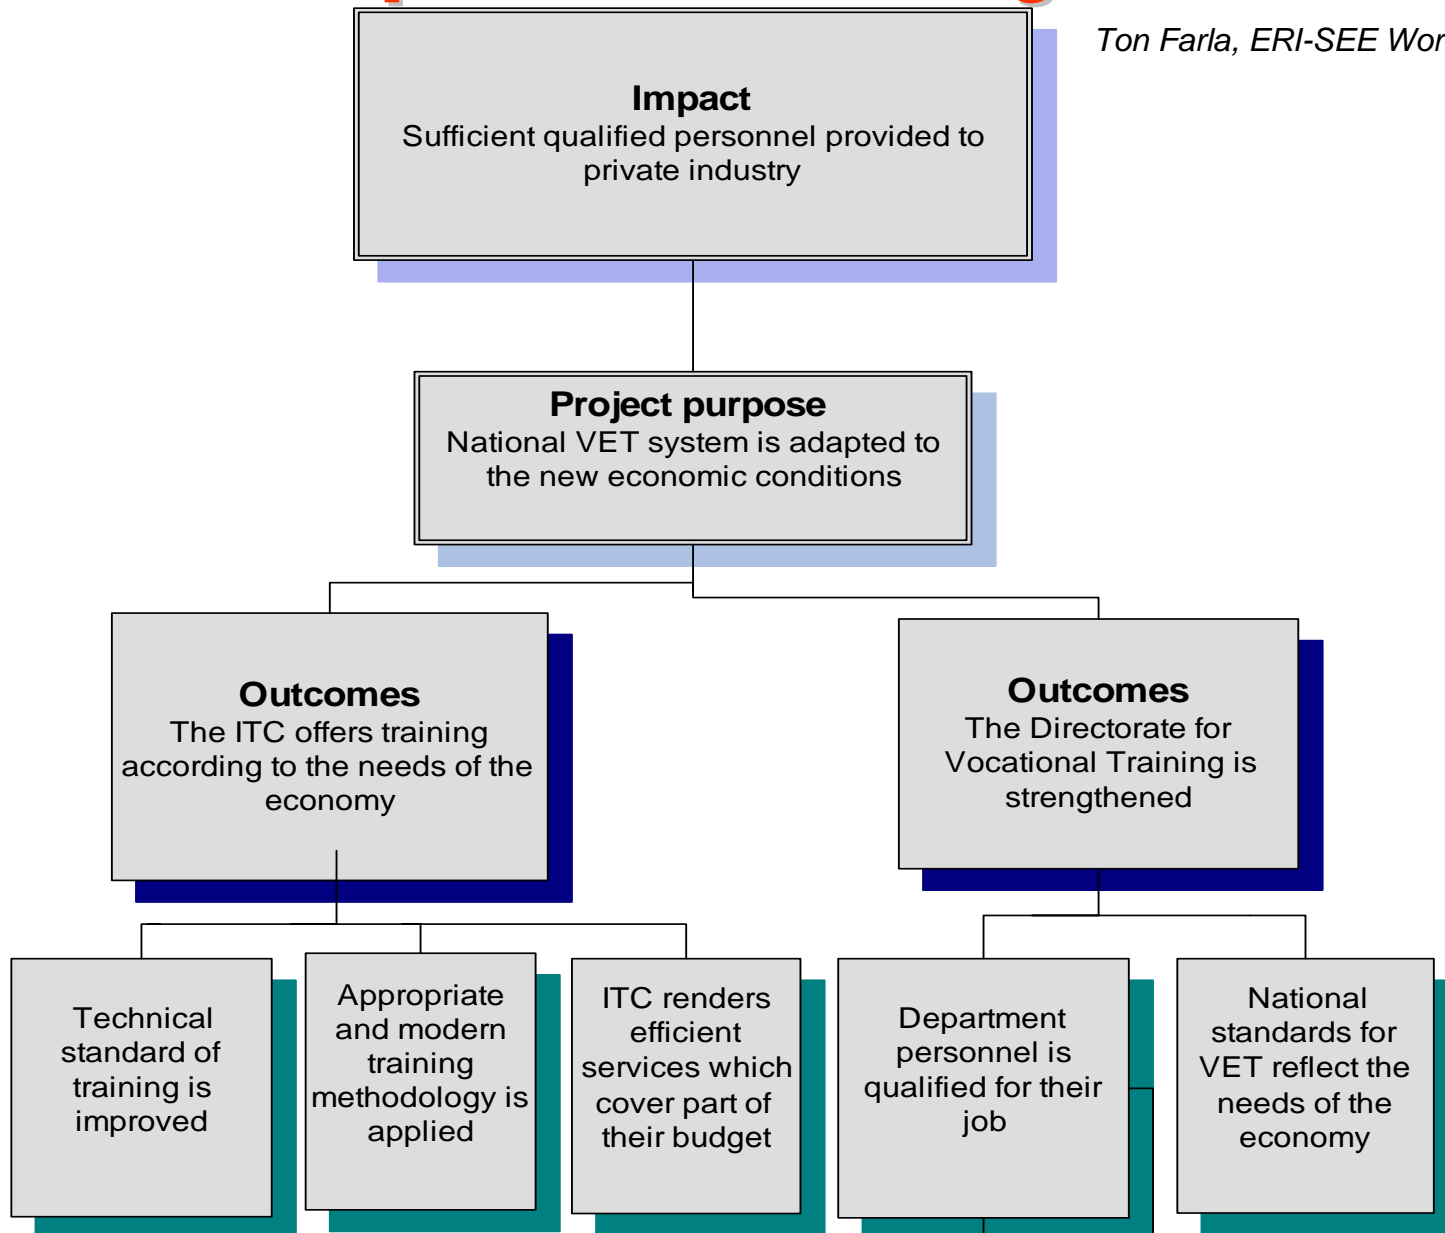 Ton Farla, ERI-SEE Wor
Impact
Sufficient qualified personnel provided to
private industry
Project purpose
National VET system is adapted to
the new economic conditions
Outcomes
The ITC offers training
according to the needs of the
economy
Outcomes
The Directorate for
Vocational Training is
strengthened
Technical
standard of
training is
improved
Appropriate
and modern
training
methodology is
applied
ITC renders
efficient
services which
cover part of
their budget
Department
personnel is
qualified for their
job
National
standards for
VET reflect the
needs of the
economy